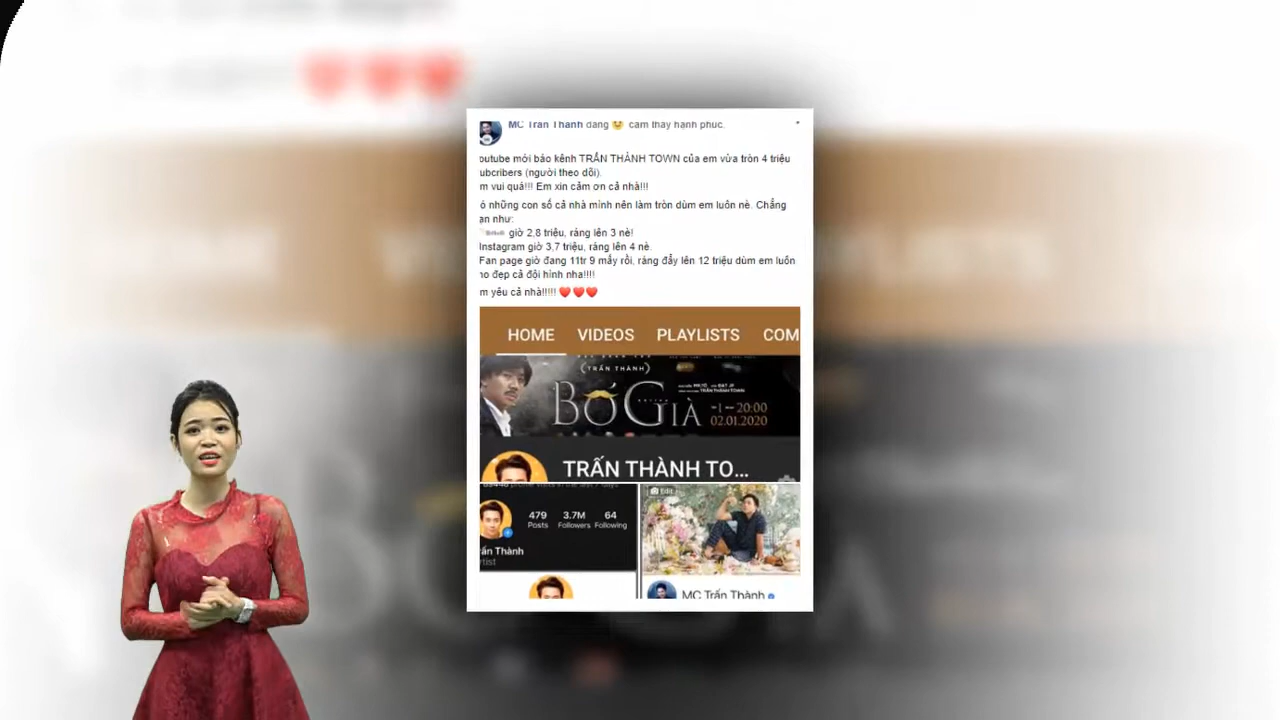 MC Trấn Thành đang cảm thấy hạnh phúc.
outube mới báo kênh TRẤN THÀNH TOWN của em vừa tròn 4 triệu
ubcribers (người theo dõi).
m vui quá!!! Em xin cảm ơn cả nhà!!!
ó những con số cả nhà mình nên làm tròn dùm em luôn nè. Chẳng
ạn như:
giờ 2,8 triệu, ráng lên 3 nè!
Instagram giờ 3,7 triệu, ráng lên 4 nè.
Fan page giờ đang 11tr 9 mấy rồi, ráng đẩy lên 12 triệu dùm em luôn
ho đẹp cả đội hình nha!!!!
m yêu cả nhà!!!!!
HOME VIDEOS PLAYLISTS COM
(TRẤN THÀNH)
BỐ GIÀ
20:00
02.01.2020
TRẤN THÀNH TO...
479 3.7M 64
Posts Followers Following
rấn Thành
rtist
Edit
MC Trấn Thành